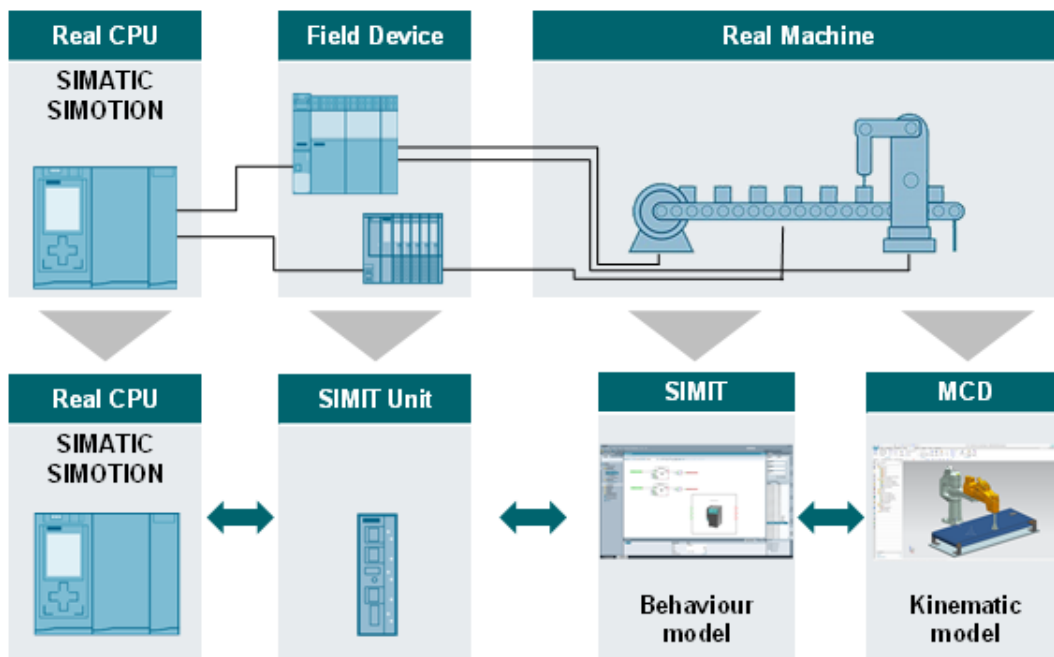 Real CPU
Field Device
Real Machine
SIMATIC
SIMOTION
Real CPU
SIMIT Unit
SIMIT
MCD
SIMATIC
SIMOTION
Behaviour
model
Kinematic
model